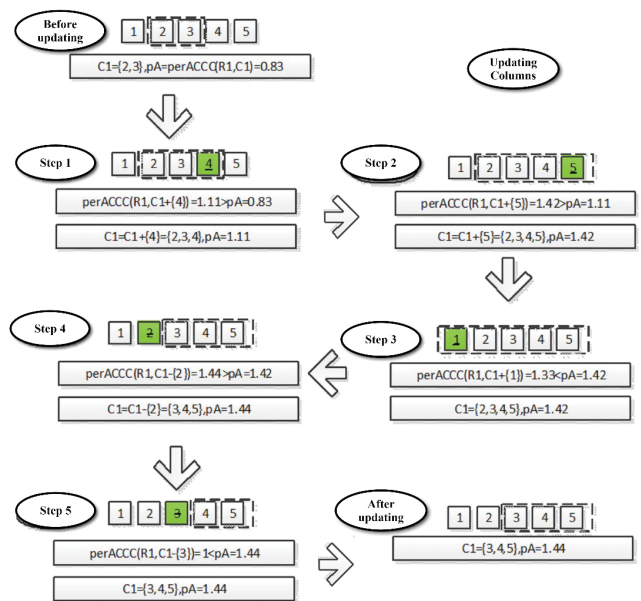 Before updating
1 2 3 4 5
C1={2,3},pA=perACCC(R1,C1)=0.83
Updating Columns
Step 1
1 2 3 4 5
perACCC(R1,C1+{4})=1.11>pA=0.83
C1=C1+{4}={2,3,4},pA=1.11
Step 2
1 2 3 4 5
perACCC(R1,C1+{5})=1.42>pA=1.11
C1=C1+{5}={2,3,4,5},pA=1.42
Step 3
1 2 3 4 5
perACCC(R1,C1+{1})=1.33<pA=1.42
C1={2,3,4,5},pA=1.42
Step 4
1 2 3 4 5
perACCC(R1,C1-{2})=1.44>pA=1.42
C1=C1-{2}={3,4,5},pA=1.44
Step 5
1 2 3 4 5
perACCC(R1,C1-{3})=1<pA=1.44
C1={3,4,5},pA=1.44
After updating
1 2 3 4 5
C1={3,4,5},pA=1.44